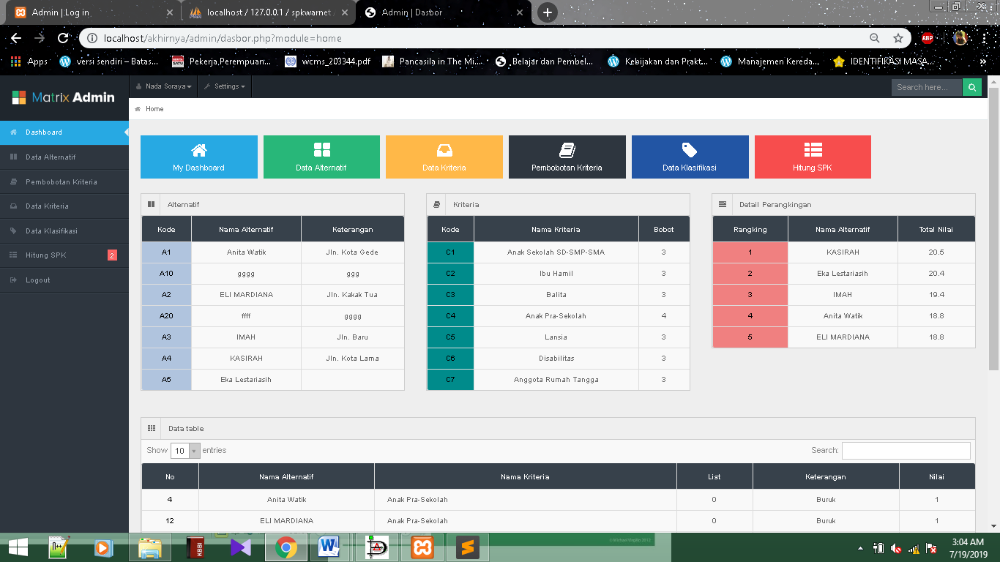 Admin | Log in
localhost / 127.0.0.1 / spkwarnet
Admin | Dasbor
localhost/akhirnya/admin/dasbor.php?module=home
ABP
Apps
versi sendiri – Batas...
BERITA SATU
Pekerja Perempuan...
wcms_203344.pdf
Pancasila in The Mi...
Belajar dan Pembel...
Kebijakan dan Prakt...
Manajemen Kereda...
IDENTIFIKASI MASA...
»
Matrix Admin
Nada Soraya
Settings
Search here...
Home
Dashboard
Data Alternatif
Pembobotan Kriteria
Data Kriteria
Data Klasifikasi
Hitung SPK 2
Logout
My Dashboard
Data Alternatif
Data Kriteria
Pembobotan Kriteria
Data Klasifikasi
Hitung SPK
Alternatif
Kode Nama Alternatif Keterangan
A1 Anita Watik Jln. Kota Gede
A10 gggg ggg
A2 ELI MARDIANA Jln. Kakak Tua
A20 ffff gggg
A3 IMAH Jln. Baru
A4 KASIRAH Jln. Kota Lama
A5 Eka Lestariasih
Kriteria
Kode Nama Kriteria Bobot
C1 Anak Sekolah SD-SMP-SMA 3
C2 Ibu Hamil 3
C3 Balita 3
C4 Anak Pra-Sekolah 4
C5 Lansia 3
C6 Disabilitas 3
C7 Anggota Rumah Tangga 3
Detail Perangkingan
Rangking Nama Alternatif Total Nilai
1 KASIRAH 20.5
2 Eka Lestariasih 20.4
3 IMAH 19.4
4 Anita Watik 18.8
5 ELI MARDIANA 18.8
Data table
Show 10 entries
Search:
No Nama Alternatif Nama Kriteria List Keterangan Nilai
4 Anita Watik Anak Pra-Sekolah 0 Buruk 1
12 ELI MARDIANA Anak Pra-Sekolah 0 Buruk 1
KBBI
3:04 AM
7/19/2019